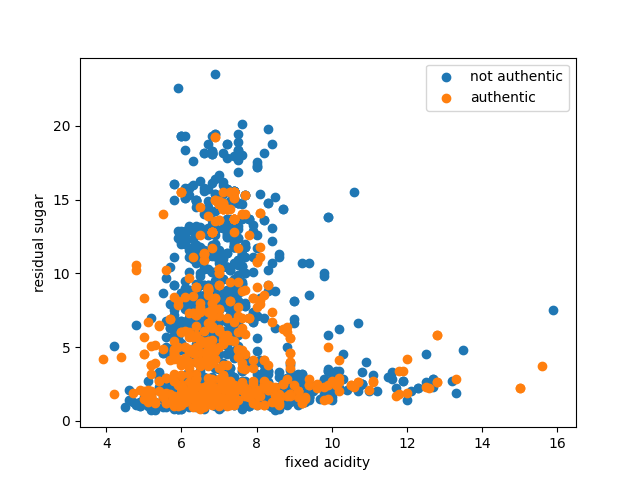 not authentic
authentic
20
15
10
5
0
residual sugar
4 6 8 10 12 14 16
fixed acidity